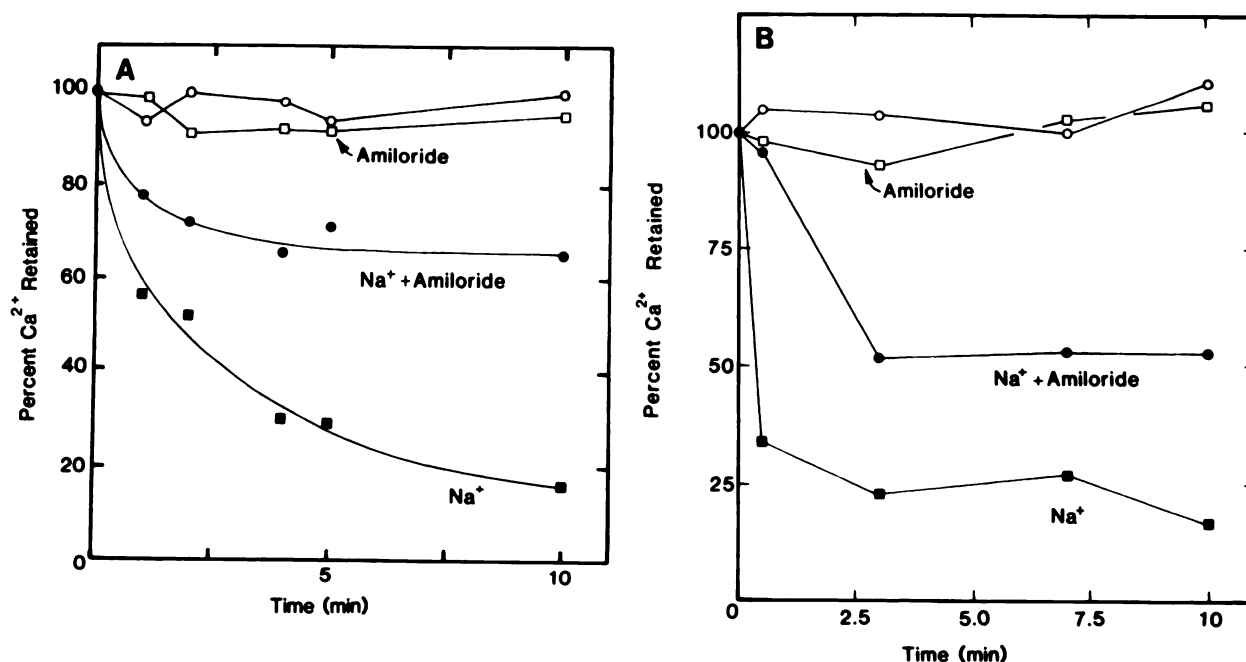 A
Percent Ca²⁺ Retained
100
80
60
40
20
0
Amiloride
Na⁺ + Amiloride
Na⁺
5
10
Time (min)
B
Percent Ca²⁺ Retained
100
75
50
25
Amiloride
Na⁺ + Amiloride
Na⁺
0
2.5
5.0
7.5
10
Time (min)